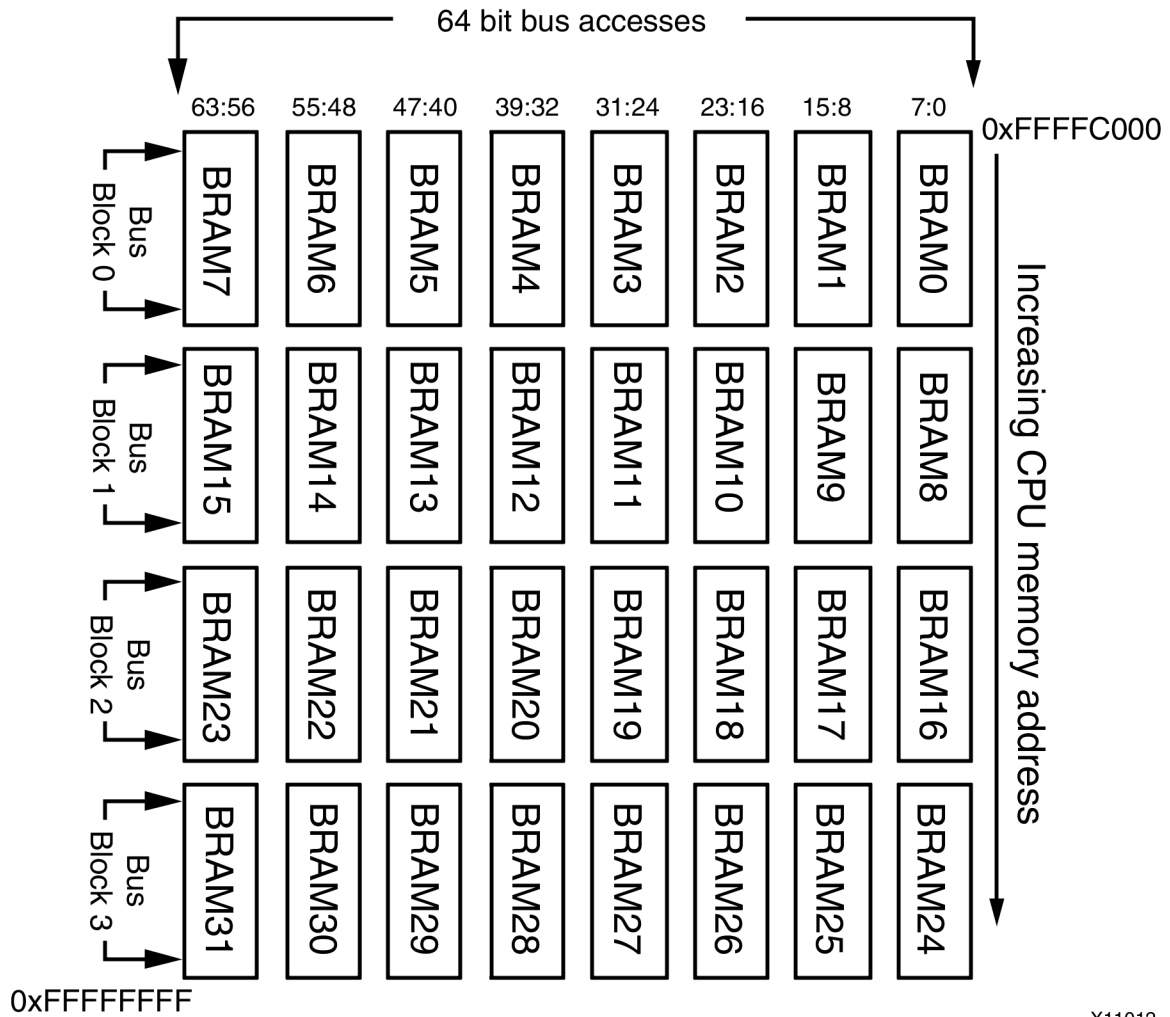 64 bit bus accesses
63:56 55:48 47:40 39:32 31:24 23:16 15:8 7:0
0xFFFFC000
Bus
Block 0
BRAM7 BRAM6 BRAM5 BRAM4 BRAM3 BRAM2 BRAM1 BRAM0
Bus
Block 1
BRAM15 BRAM14 BRAM13 BRAM12 BRAM11 BRAM10 BRAM9 BRAM8
Bus
Block 2
BRAM23 BRAM22 BRAM21 BRAM20 BRAM19 BRAM18 BRAM17 BRAM16
Bus
Block 3
BRAM31 BRAM30 BRAM29 BRAM28 BRAM27 BRAM26 BRAM25 BRAM24
Increasing CPU memory address
0xFFFFFFFF